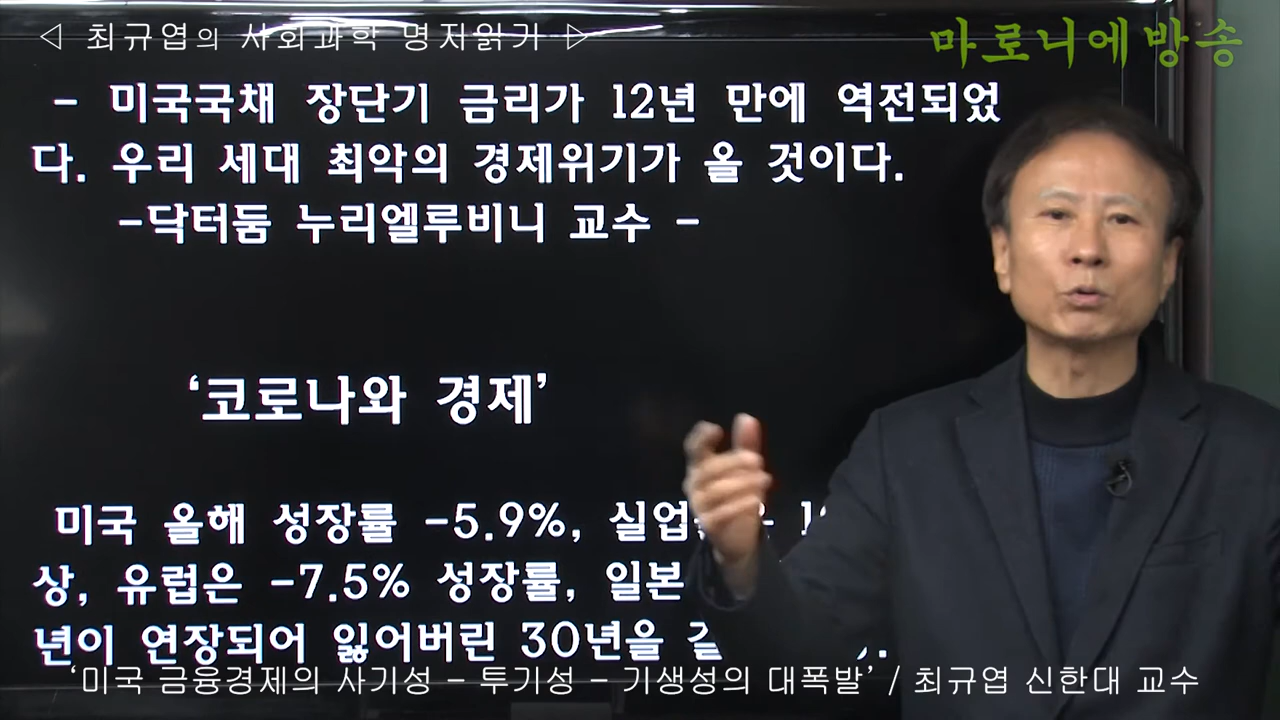 ◁ 최규엽의 사회과학 명저읽기 ▷
마로니에방송
- 미국국채 장단기 금리가 12년 만에 역전되었
다. 우리 세대 최악의 경제위기가 올 것이다.
-닥터둠 누리엘루비니 교수 -
‘코로나와 경제’
미국 올해 성장률 -5.9%,
상, 유럽은 -7.5% 성장률, 일본
년이 연장되어 잃어버린 30년을
‘미국 금융경제의 사기성 - 투기성 - 기생성의 대폭발’ / 최규엽 신한대 교수